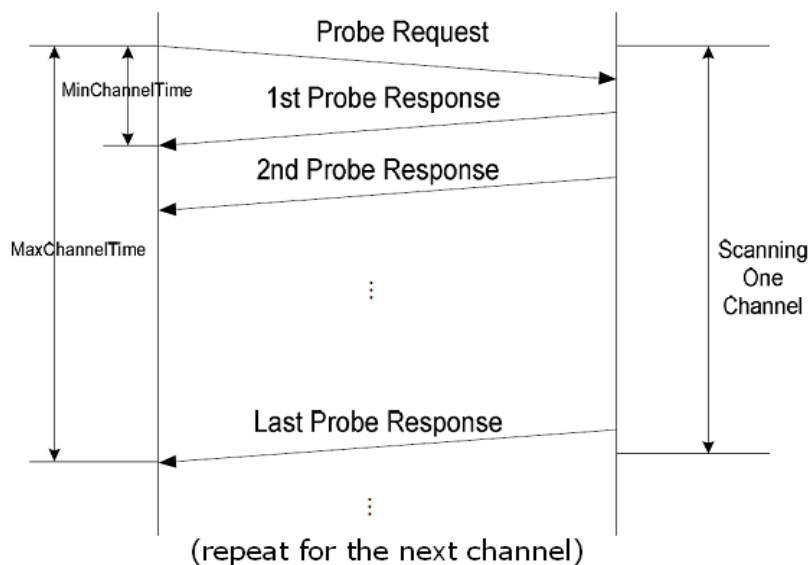 Probe Request
MinChannelTime
1st Probe Response
2nd Probe Response
MaxChannelTime
Scanning
One
Channel
⋮
Last Probe Response
⋮
(repeat for the next channel)